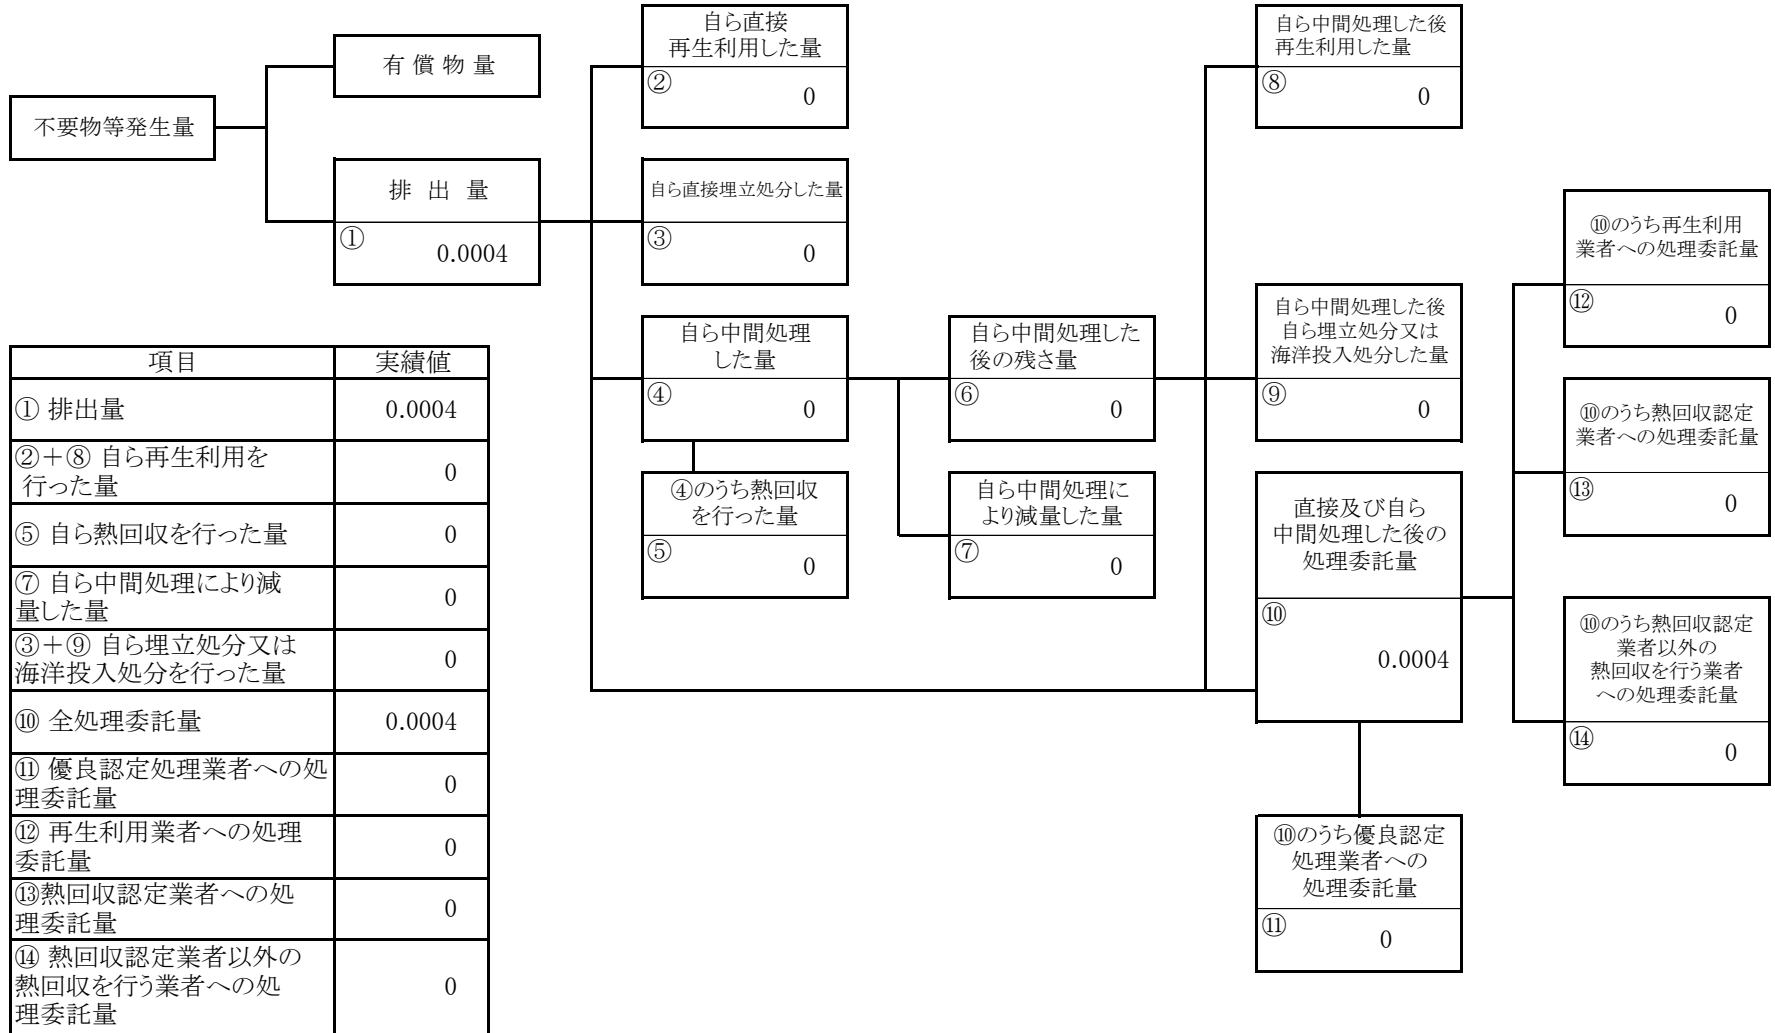 不要物等発生量
有 償 物 量
排 出 量
①
0.0004
自ら直接
再生利用した量
②
0
自ら直接埋立処分した量
③
0
自ら中間処理
した量
④
0
④のうち熱回収
を行った量
⑤
0
自ら中間処理した
後の残さ量
⑥
0
自ら中間処理に
より減量した量
⑦
0
自ら中間処理した後
再生利用した量
⑧
0
自ら中間処理した後
自ら埋立処分又は
海洋投入処分した量
⑨
0
直接及び自ら
中間処理した後の
処理委託量
⑩
0.0004
⑩のうち優良認定
処理業者への
処理委託量
⑪
0
⑩のうち再生利用
業者への処理委託量
⑫
0
⑩のうち熱回収認定
業者への処理委託量
⑬
0
⑩のうち熱回収認定
業者以外の
熱回収を行う業者
への処理委託量
⑭
0
項目 実績値
① 排出量 0.0004
②+⑧ 自ら再生利用を
行った量 0
⑤ 自ら熱回収を行った量 0
⑦ 自ら中間処理により減
量した量 0
③+⑨ 自ら埋立処分又は
海洋投入処分を行った量 0
⑩ 全処理委託量 0.0004
⑪ 優良認定処理業者への処
理委託量 0
⑫ 再生利用業者への処理
委託量 0
⑬熱回収認定業者への処
理委託量 0
⑭ 熱回収認定業者以外の
熱回収を行う業者への処
理委託量 0